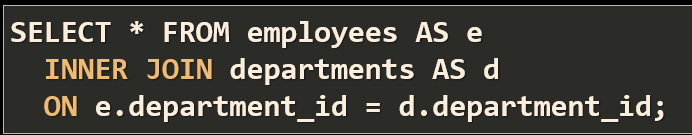 SELECT * FROM employees AS e
INNER JOIN departments AS d
ON e.department_id = d.department_id;